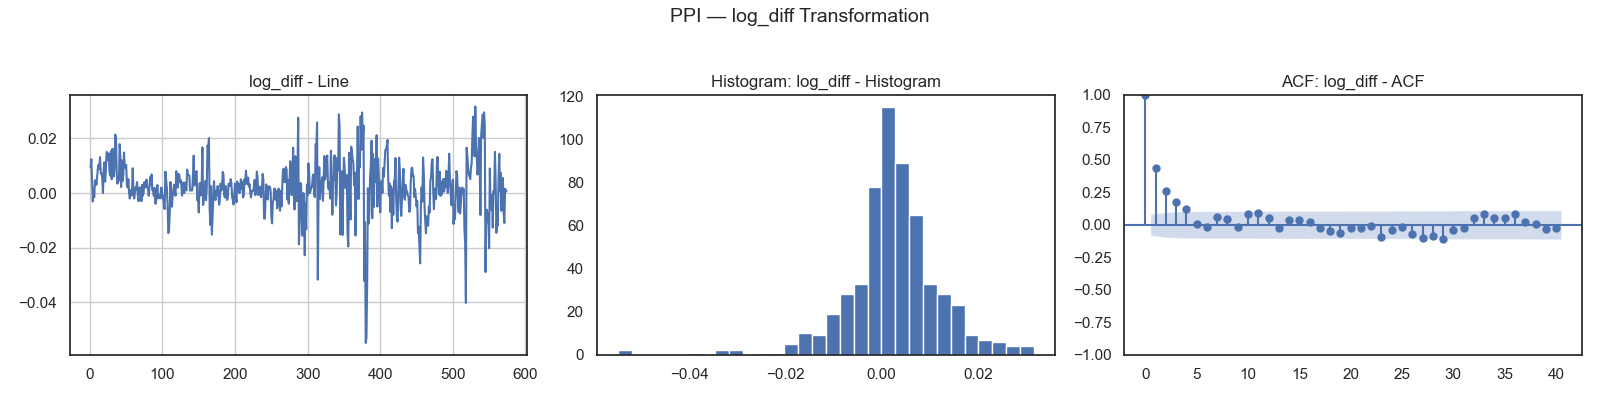 PPI — log_diff Transformation
log_diff - Line
0.02
0.00
−0.02
−0.04
0 100 200 300 400 500 600
Histogram: log_diff - Histogram
120
100
80
60
40
20
0
−0.04 −0.02 0.00 0.02
ACF: log_diff - ACF
1.00
0.75
0.50
0.25
0.00
−0.25
−0.50
−0.75
−1.00
0 5 10 15 20 25 30 35 40